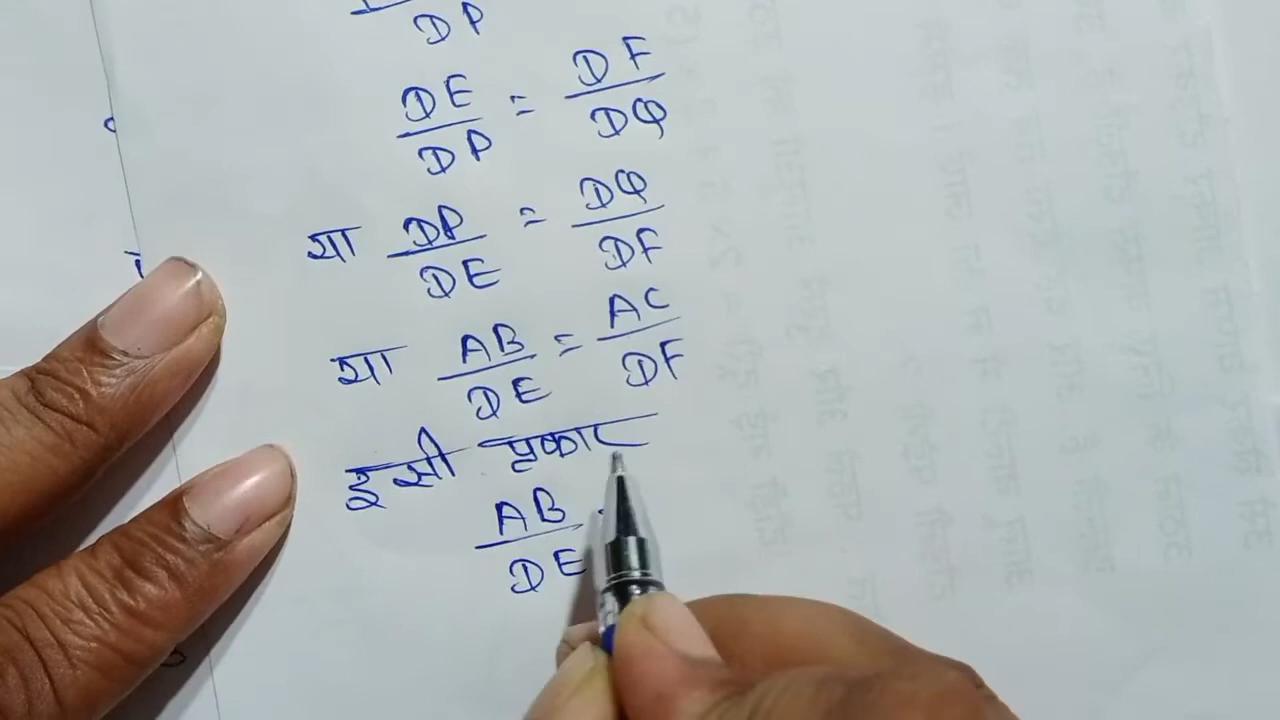 DP
DE/DP = DF/DQ
या DP/DE = DQ/DF
या AB/DE = AC/DF
इसी प्रकार
AB/DE